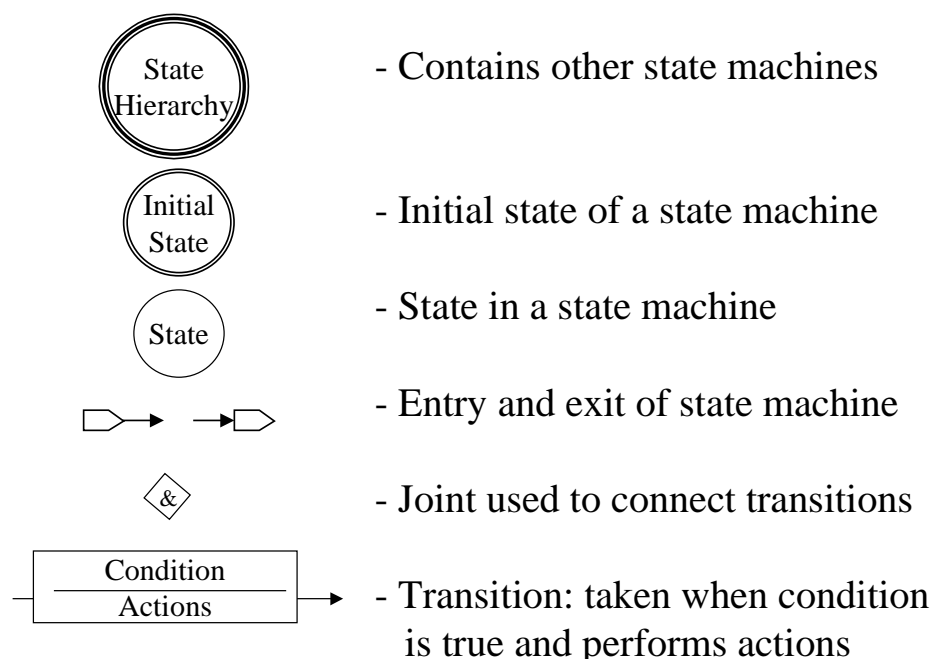 State
Hierarchy
- Contains other state machines
Initial
State
- Initial state of a state machine
State
- State in a state machine
- Entry and exit of state machine
&
- Joint used to connect transitions
Condition
Actions
- Transition: taken when condition
is true and performs actions